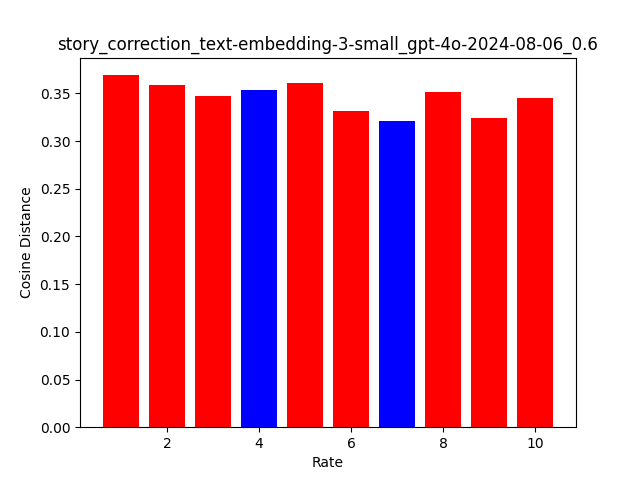 story_correction_text-embedding-3-small_gpt-4o-2024-08-06_0.6
0.35
0.30
0.25
0.20
0.15
0.10
0.05
0.00
Cosine Distance
2 4 6 8 10
Rate